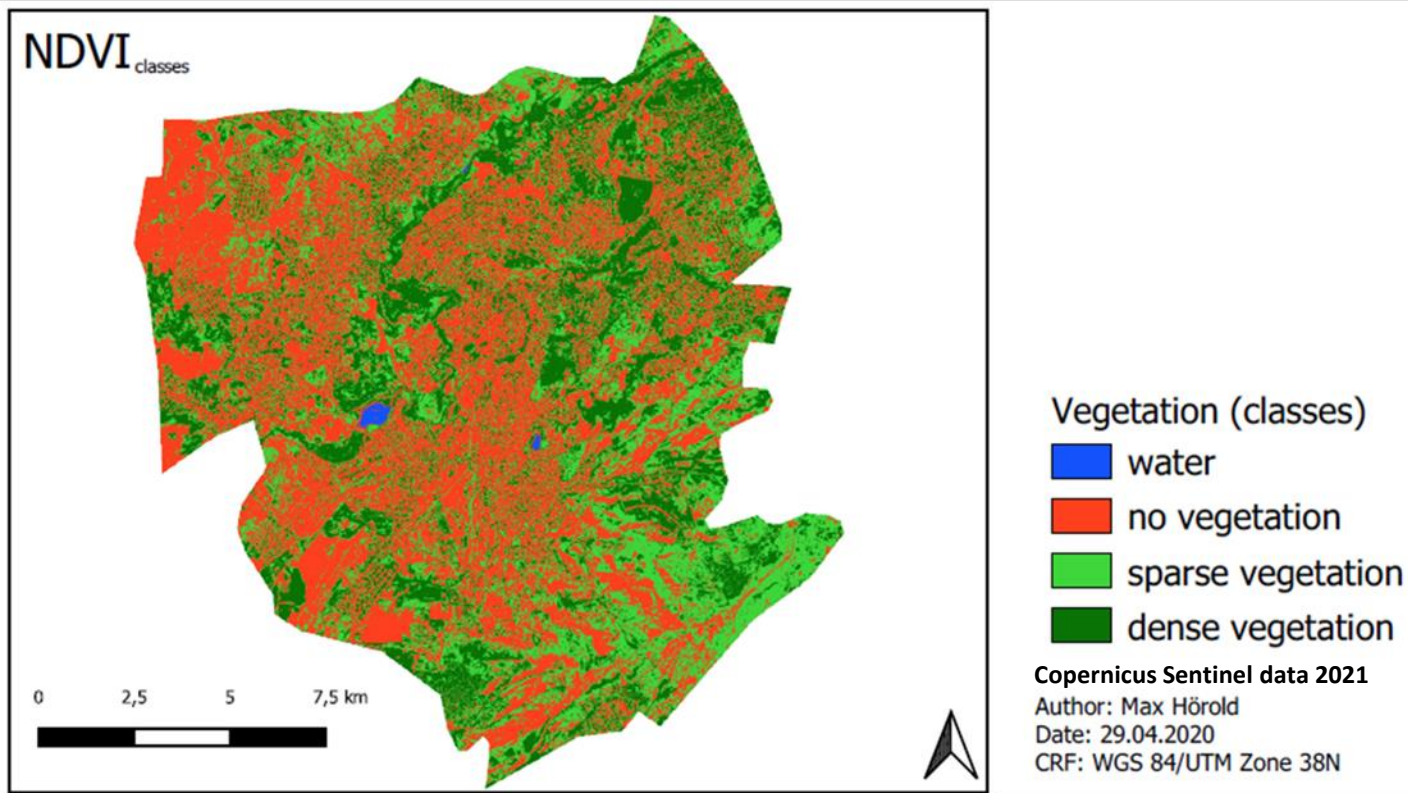 NDVI classes
0 2,5 5 7,5 km
Vegetation (classes)
water
no vegetation
sparse vegetation
dense vegetation
Copernicus Sentinel data 2021
Author: Max Hörold
Date: 29.04.2020
CRF: WGS 84/UTM Zone 38N